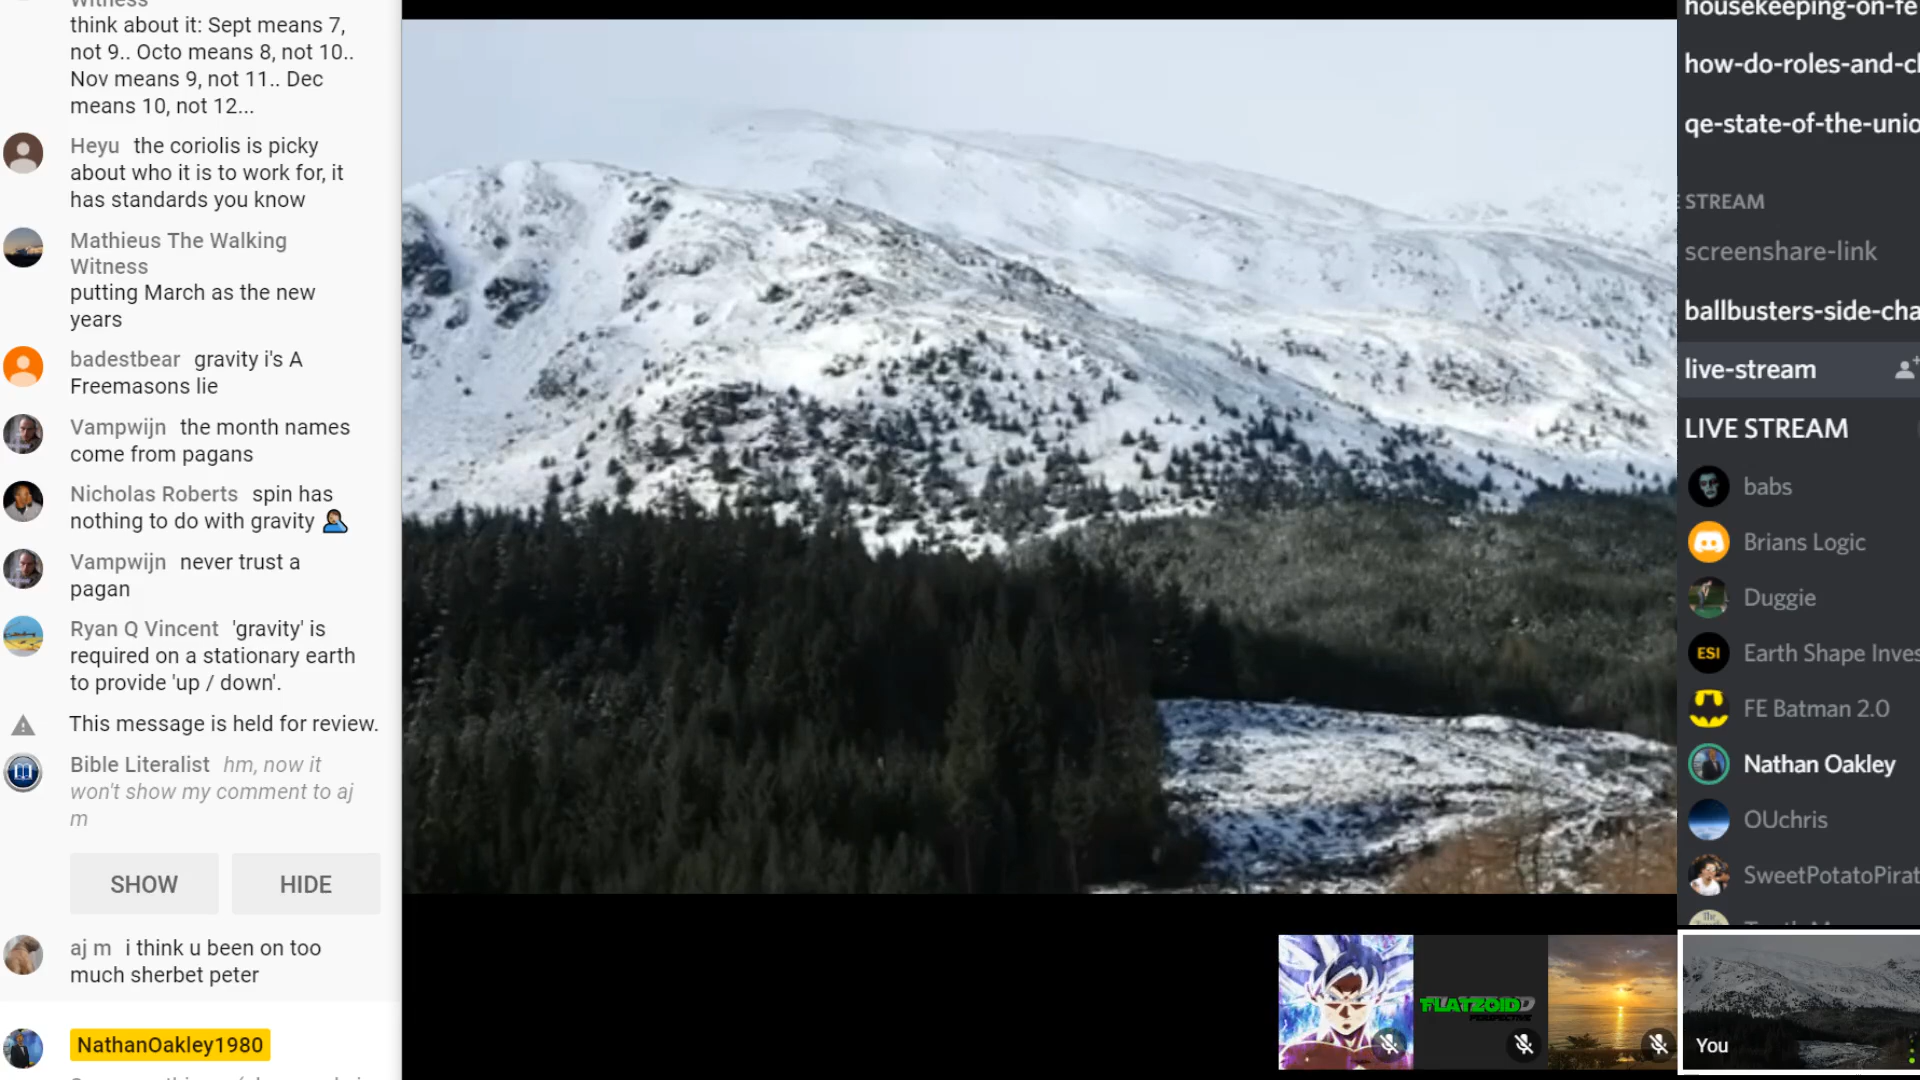 Witness
think about it: Sept means 7,
not 9.. Octo means 8, not 10..
Nov means 9, not 11.. Dec
means 10, not 12...
Heyu the coriolis is picky
about who it is to work for, it
has standards you know
Mathieus The Walking
Witness
putting March as the new
years
badestbear gravity i's A
Freemasons lie
Vampwijn the month names
come from pagans
Nicholas Roberts spin has
nothing to do with gravity
Vampwijn never trust a
pagan
Ryan Q Vincent 'gravity' is
required on a stationary earth
to provide 'up / down'.
This message is held for review.
Bible Literalist hm, now it
won't show my comment to aj
m
SHOW HIDE
aj m i think u been on too
much sherbet peter
NathanOakley1980
FLATZOID
PERSPECTIVE
housekeeping-on-fe
how-do-roles-and-cl
qe-state-of-the-unio
STREAM
screenshare-link
ballbusters-side-cha
live-stream
LIVE STREAM
babs
Brians Logic
Duggie
ESI Earth Shape Inves
FE Batman 2.0
Nathan Oakley
OUchris
SweetPotatoPirat
The
You